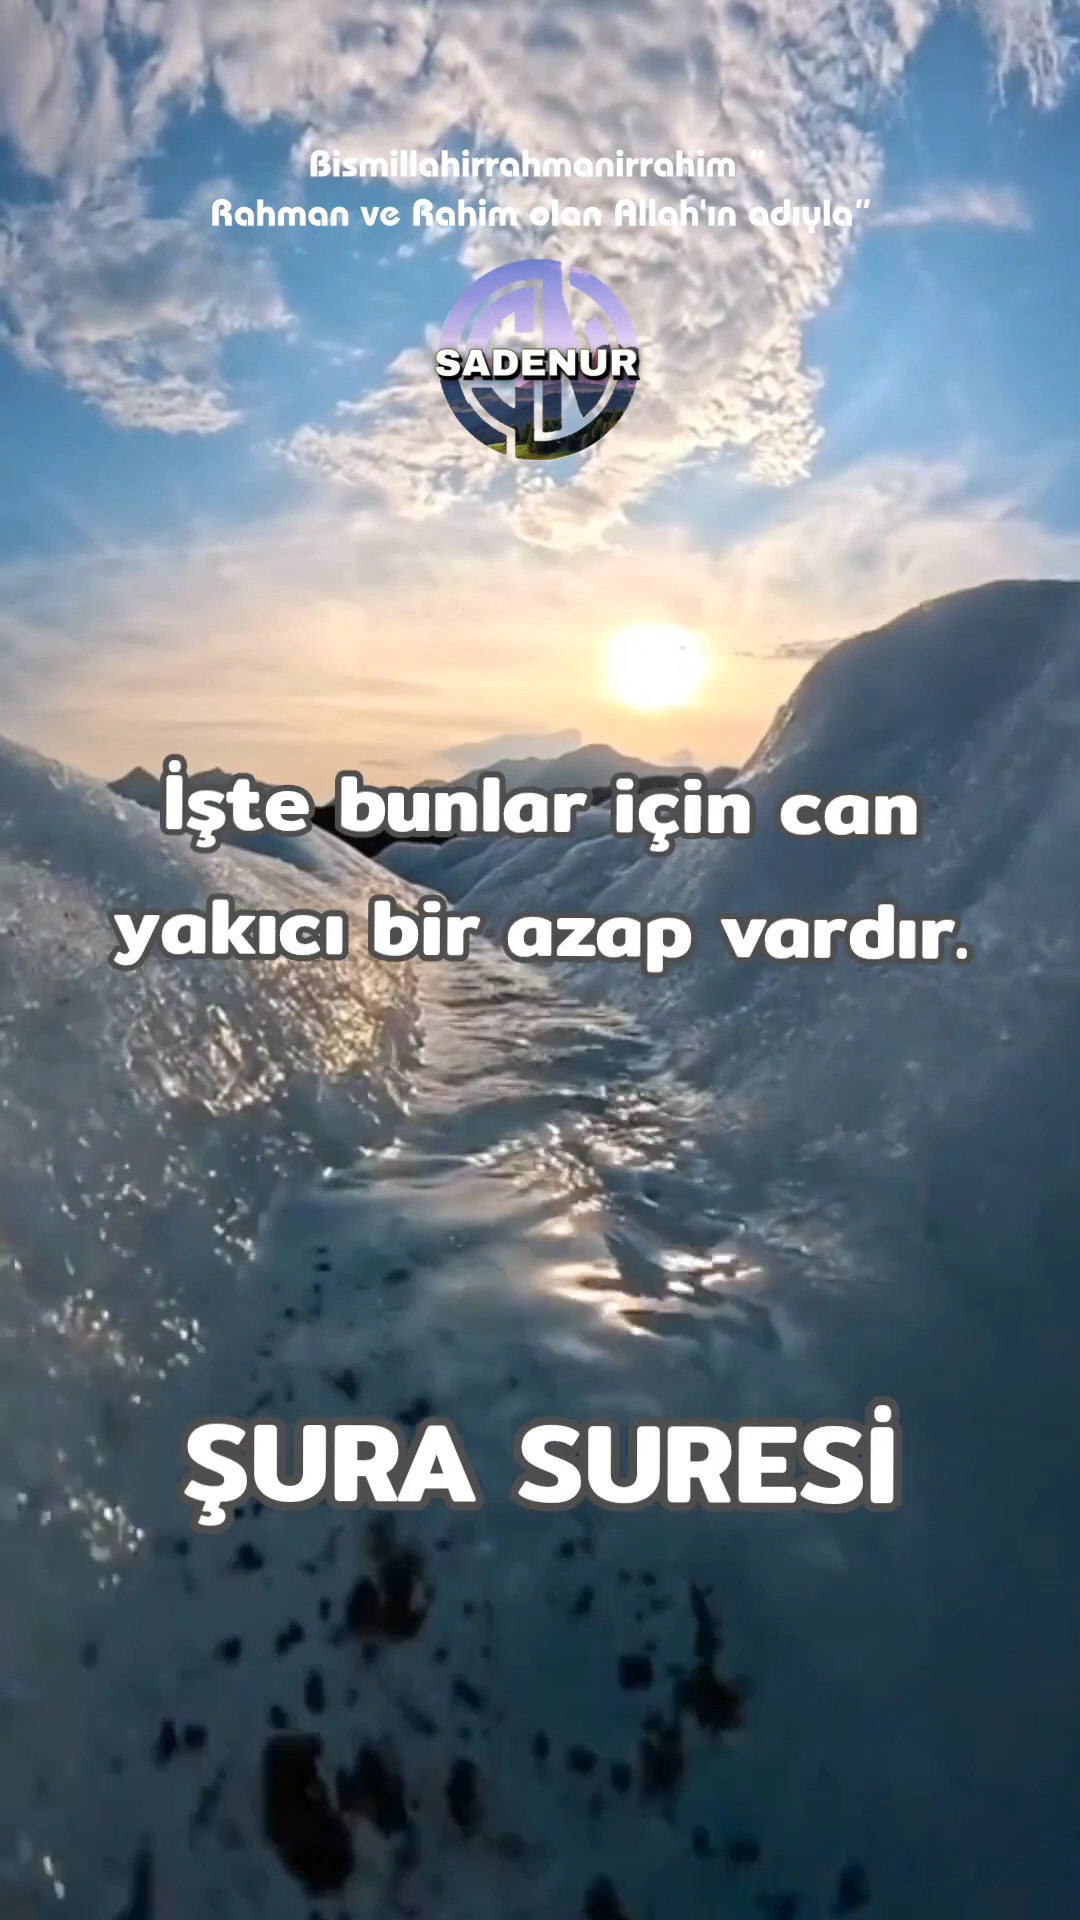 Bismillahirrahmanirrahim "
Rahman ve Rahim olan Allah'ın adıyla"
SADENUR
İşte bunlar için can
yakıcı bir azap vardır.
ŞURA SURESİ